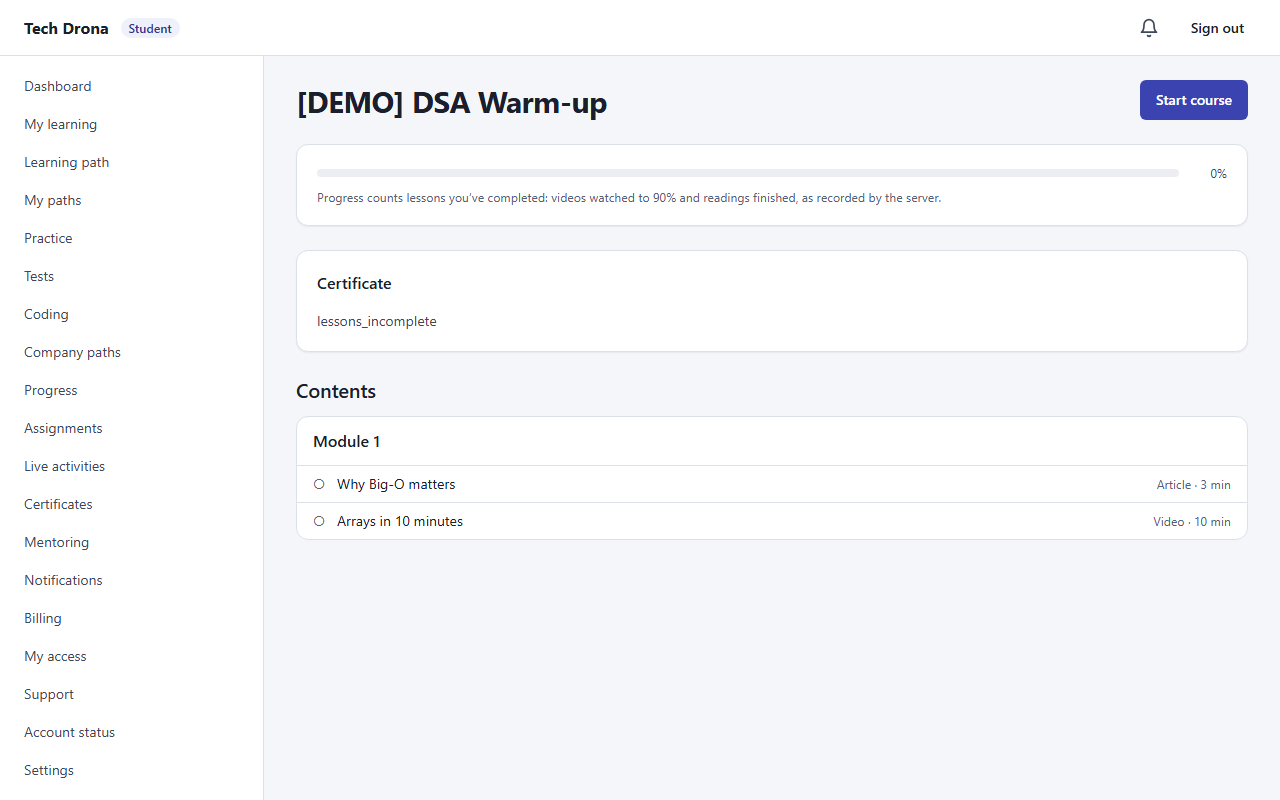 Tech Drona Student Sign out
Dashboard
My learning
Learning path
My paths
Practice
Tests
Coding
Company paths
Progress
Assignments
Live activities
Certificates
Mentoring
Notifications
Billing
My access
Support
Account status
Settings
[DEMO] DSA Warm-up Start course
0%
Progress counts lessons you’ve completed: videos watched to 90% and readings finished, as recorded by the server.
Certificate
lessons_incomplete
Contents
Module 1
Why Big-O matters Article · 3 min
Arrays in 10 minutes Video · 10 min